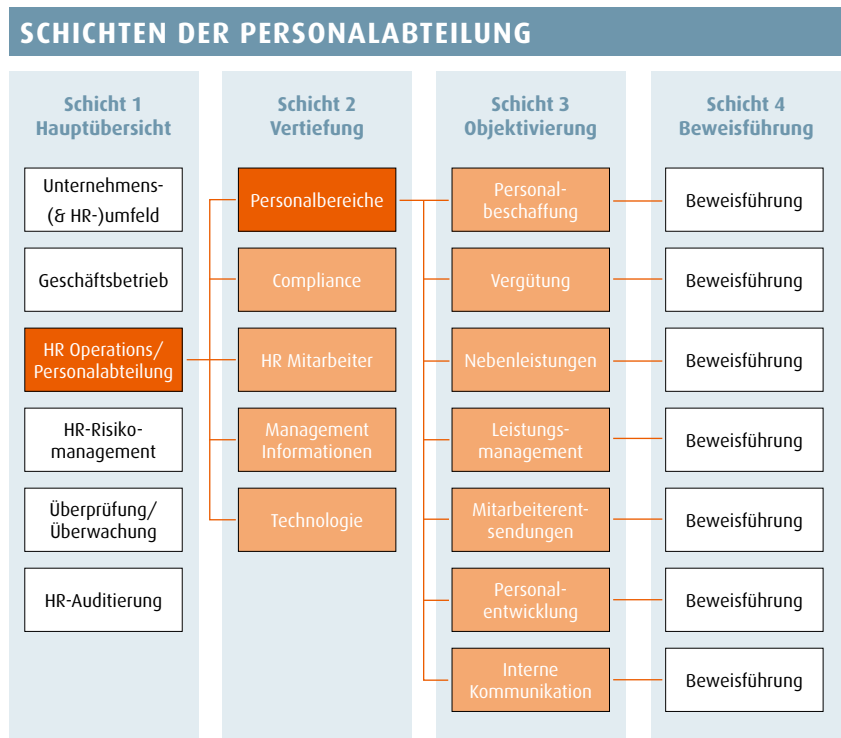 SCHICHTEN DER PERSONALABTEILUNG
Schicht 1
Hauptübersicht
Unternehmens-
(& HR-)umfeld
Geschäftsbetrieb
HR Operations/
Personalabteilung
HR-Risiko-
management
Überprüfung/
Überwachung
HR-Auditierung
Schicht 2
Vertiefung
Personalbereiche
Compliance
HR Mitarbeiter
Management
Informationen
Technologie
Schicht 3
Objektivierung
Personal-
beschaffung
Vergütung
Nebenleistungen
Leistungs-
management
Mitarbeiterent-
sendungen
Personal-
entwicklung
Interne
Kommunikation
Schicht 4
Beweisführung
Beweisführung
Beweisführung
Beweisführung
Beweisführung
Beweisführung
Beweisführung
Beweisführung